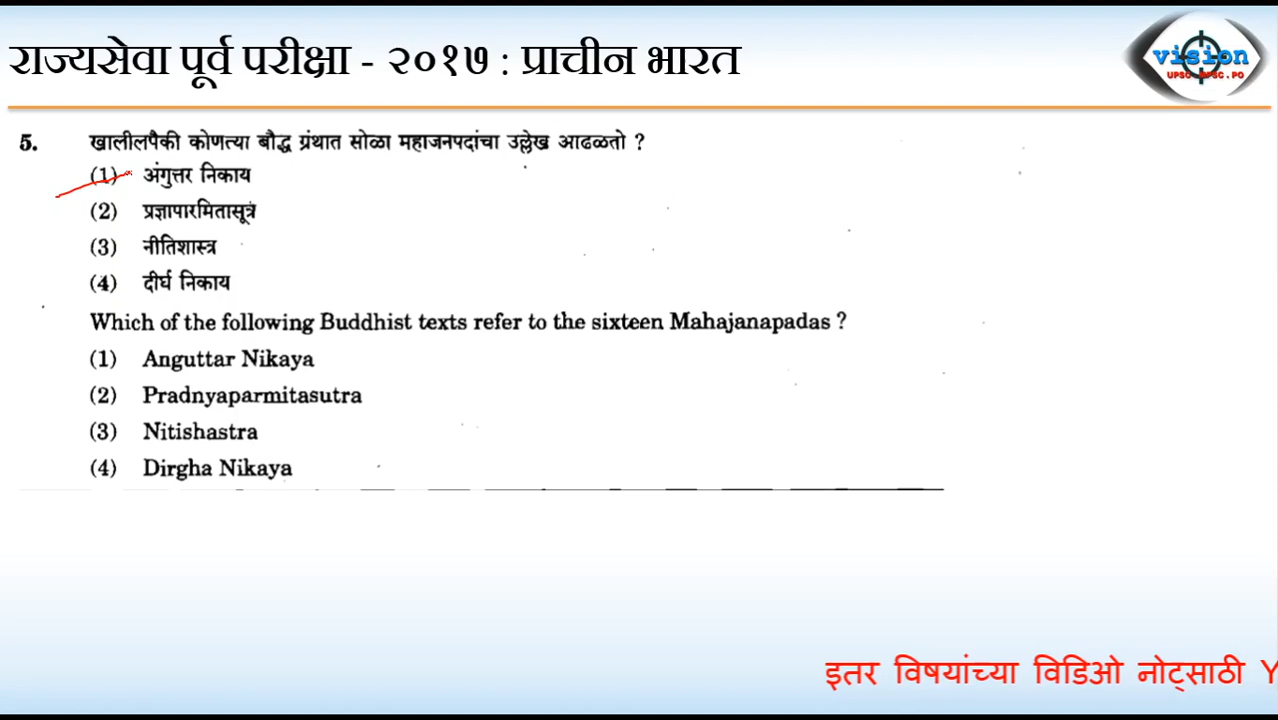 राज्यसेवा पूर्व परीक्षा - २०१७ : प्राचीन भारत
vision
UPSC MPSC . PO
5. खालीलपैकी कोणत्या बौद्ध ग्रंथात सोळा महाजनपदांचा उल्लेख आढळतो ?
(1) अंगुत्तर निकाय
(2) प्रज्ञापारमितासूत्र
(3) नीतिशास्त्र
(4) दीर्घ निकाय
Which of the following Buddhist texts refer to the sixteen Mahajanapadas ?
(1) Anguttar Nikaya
(2) Pradnyaparmitasutra
(3) Nitishastra
(4) Dirgha Nikaya
इतर विषयांच्या विडिओ नोट्साठी Y